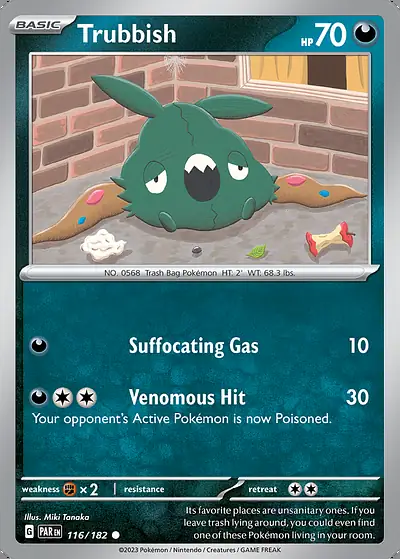 BASIC Trubbish HP 70
NO. 0568 Trash Bag Pokémon HT: 2' WT: 68.3 lbs.
Suffocating Gas 10
Venomous Hit 30
Your opponent's Active Pokémon is now Poisoned.
weakness × 2 resistance retreat
Illus. Miki Tanaka
G PAR EN 116/182
Its favorite places are unsanitary ones. If you
leave trash lying around, you could even find
one of these Pokémon living in your room.
©2023 Pokémon / Nintendo / Creatures / GAME FREAK